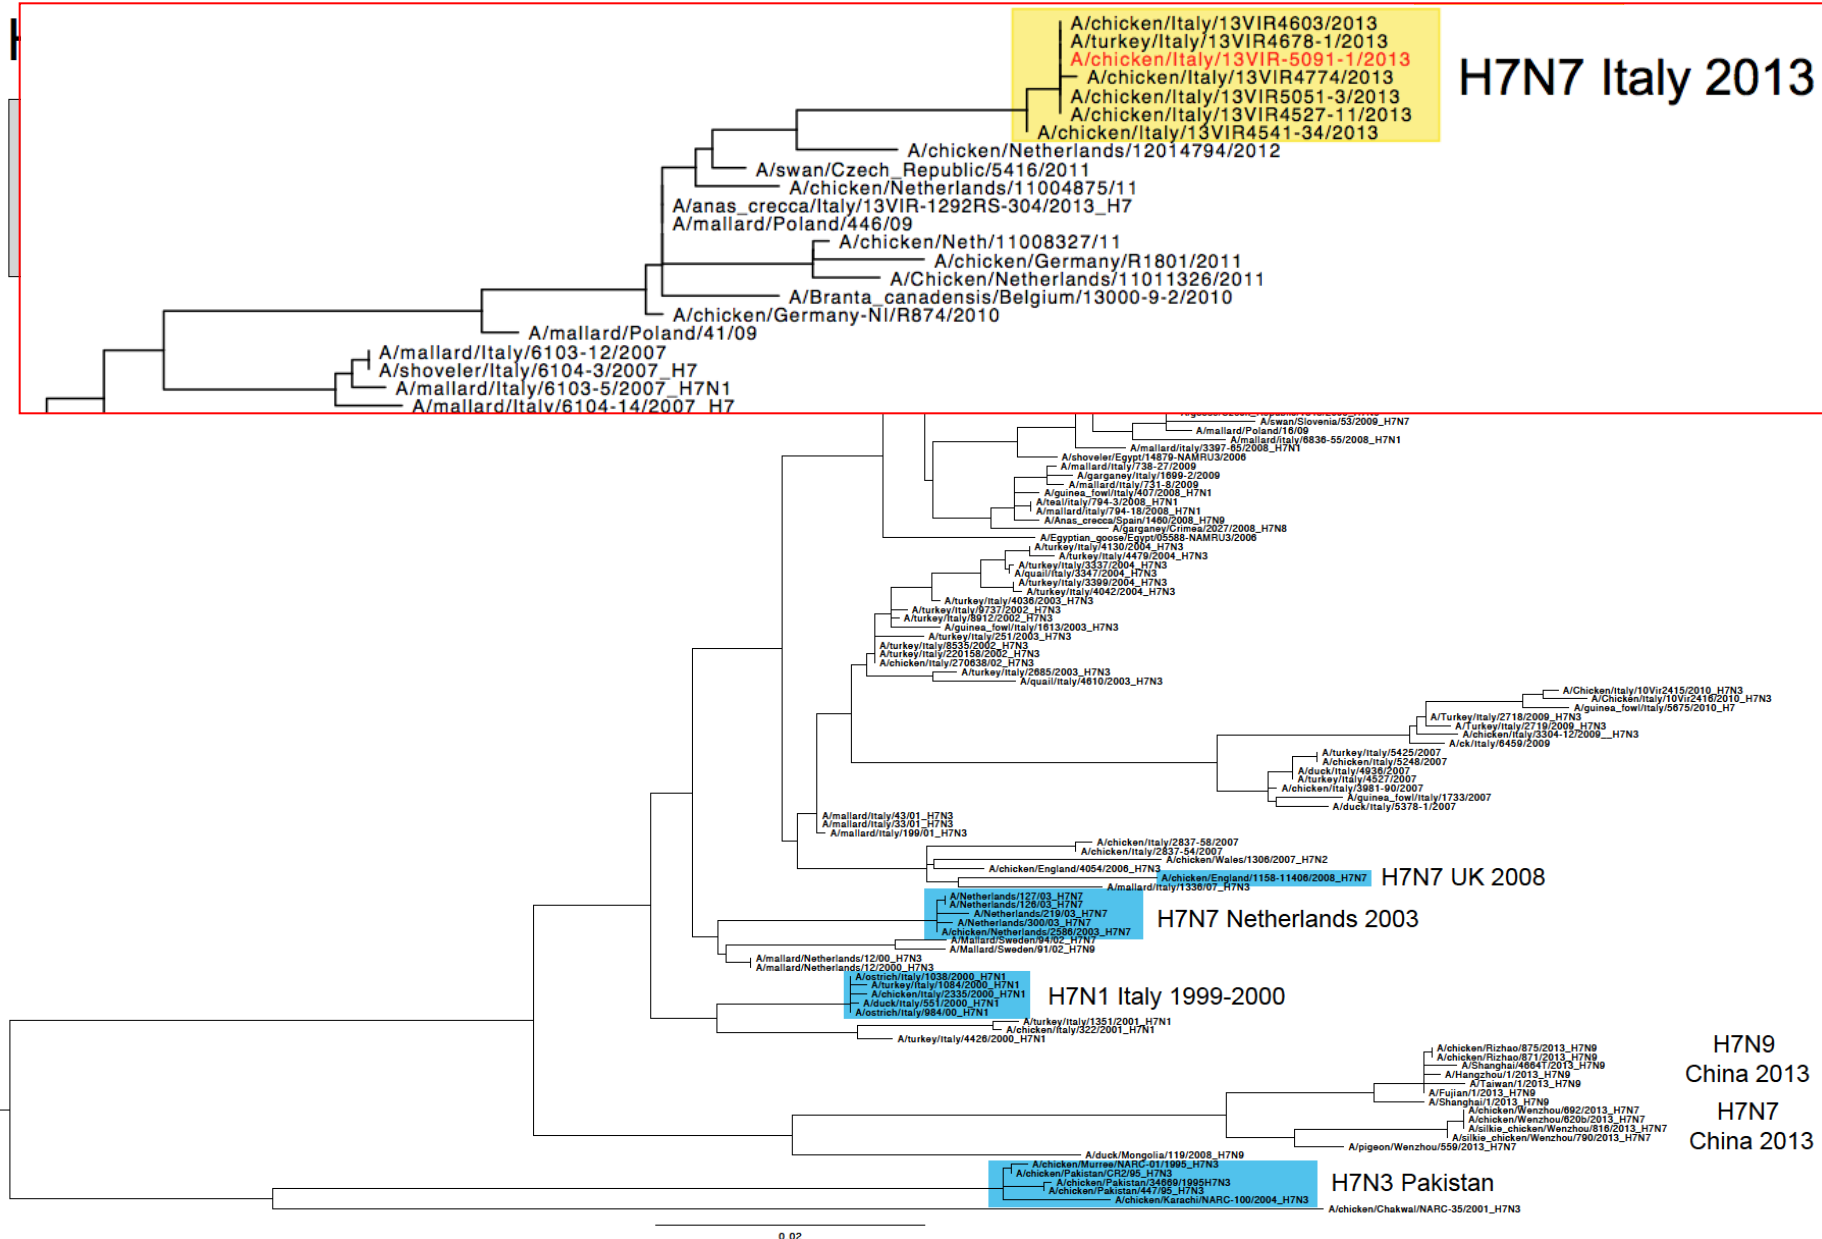 H
A/chicken/Italy/13VIR4603/2013
A/turkey/Italy/13VIR4678-1/2013
A/chicken/Italy/13VIR-5091-1/2013
A/chicken/Italy/13VIR4774/2013
A/chicken/Italy/13VIR5051-3/2013
A/chicken/Italy/13VIR4527-11/2013
A/chicken/Italy/13VIR4541-34/2013
H7N7 Italy 2013
A/chicken/Netherlands/12014794/2012
A/swan/Czech_Republic/5416/2011
A/chicken/Netherlands/11004875/11
A/anas_crecca/Italy/13VIR-1292RS-304/2013_H7
A/mallard/Poland/446/09
A/chicken/Neth/11008327/11
A/chicken/Germany/R1801/2011
A/Chicken/Netherlands/11011326/2011
A/Branta_canadensis/Belgium/13000-9-2/2010
A/chicken/Germany-NI/R874/2010
A/mallard/Poland/41/09
A/mallard/Italy/6103-12/2007
A/shoveler/Italy/6104-3/2007_H7
A/mallard/Italy/6103-5/2007_H7N1
A/mallard/Italy/6104-14/2007_H7
A/swan/Slovenia/53/2009_H7N7
A/mallard/Poland/16/09
A/mallard/italy/6836-55/2008_H7N1
A/mallard/italy/3397-65/2008_H7N1
A/shoveler/Egypt/14879-NAMRU3/2006
A/mallard/italy/738-27/2009
A/garganey/italy/1699-2/2009
A/mallard/italy/731-8/2009
A/guinea_fowl/italy/407/2008_H7N1
A/teal/italy/794-3/2008_H7N1
A/mallard/italy/794-18/2008_H7N1
A/Anas_crecca/Spain/1460/2008_H7N9
A/garganey/Crimea/2027/2008_H7N8
A/Egyptian_goose/Egypt/05588-NAMRU3/2006
A/turkey/italy/4130/2004_H7N3
A/turkey/italy/4479/2004_H7N3
A/turkey/italy/3337/2004_H7N3
A/quail/italy/3347/2004_H7N3
A/turkey/italy/3399/2004_H7N3
A/turkey/italy/4042/2004_H7N3
A/turkey/italy/4036/2003_H7N3
A/turkey/italy/9737/2002_H7N3
A/turkey/italy/8912/2002_H7N3
A/guinea_fowl/italy/1613/2003_H7N3
A/turkey/italy/251/2003_H7N3
A/turkey/italy/8535/2002_H7N3
A/turkey/italy/220158/2002_H7N3
A/chicken/italy/270638/02_H7N3
A/turkey/italy/2685/2003_H7N3
A/quail/italy/4610/2003_H7N3
A/Chicken/italy/10Vir2415/2010_H7N3
A/Chicken/italy/10Vir2416/2010_H7N3
A/guinea_fowl/italy/5675/2010_H7
A/Turkey/italy/2718/2009_H7N3
A/Turkey/italy/2719/2009_H7N3
A/chicken/italy/3304-12/2009__H7N3
A/ck/italy/6459/2009
A/turkey/italy/5425/2007
A/chicken/italy/5248/2007
A/duck/italy/4936/2007
A/turkey/italy/4527/2007
A/chicken/italy/3981-90/2007
A/guinea_fowl/italy/1733/2007
A/duck/italy/5378-1/2007
A/mallard/italy/43/01_H7N3
A/mallard/italy/33/01_H7N3
A/mallard/italy/199/01_H7N3
A/chicken/italy/2837-58/2007
A/chicken/italy/2837-54/2007
A/chicken/Wales/1306/2007_H7N2
A/chicken/England/4054/2006_H7N3
A/chicken/England/1158-11406/2008_H7N7
H7N7 UK 2008
A/mallard/italy/1336/07_H7N3
A/Netherlands/127/03_H7N7
A/Netherlands/126/03_H7N7
A/Netherlands/219/03_H7N7
A/Netherlands/300/03_H7N7
A/chicken/Netherlands/2586/2003_H7N7
H7N7 Netherlands 2003
A/Mallard/Sweden/94/02_H7N7
A/Mallard/Sweden/91/02_H7N9
A/mallard/Netherlands/12/00_H7N3
A/mallard/Netherlands/12/2000_H7N3
A/ostrich/italy/1038/2000_H7N1
A/turkey/italy/1084/2000_H7N1
A/chicken/italy/2335/2000_H7N1
A/duck/italy/551/2000_H7N1
A/ostrich/italy/984/00_H7N1
H7N1 Italy 1999-2000
A/turkey/italy/1351/2001_H7N1
A/chicken/italy/322/2001_H7N1
A/turkey/italy/4426/2000_H7N1
A/chicken/Rizhao/875/2013_H7N9
A/chicken/Rizhao/871/2013_H7N9
A/Shanghai/4664T/2013_H7N9
A/Hangzhou/1/2013_H7N9
A/Taiwan/1/2013_H7N9
A/Fujian/1/2013_H7N9
A/Shanghai/1/2013_H7N9
H7N9
China 2013
A/chicken/Wenzhou/692/2013_H7N7
A/chicken/Wenzhou/620b/2013_H7N7
A/silkie_chicken/Wenzhou/816/2013_H7N7
A/silkie_chicken/Wenzhou/790/2013_H7N7
A/pigeon/Wenzhou/559/2013_H7N7
H7N7
China 2013
A/duck/Mongolia/119/2008_H7N9
A/chicken/Murree/NARC-01/1995_H7N3
A/chicken/Pakistan/CR2/95_H7N3
A/chicken/Pakistan/34669/1995H7N3
A/chicken/Pakistan/447/95_H7N3
A/chicken/Karachi/NARC-100/2004_H7N3
H7N3 Pakistan
A/chicken/Chakwal/NARC-35/2001_H7N3
0.02